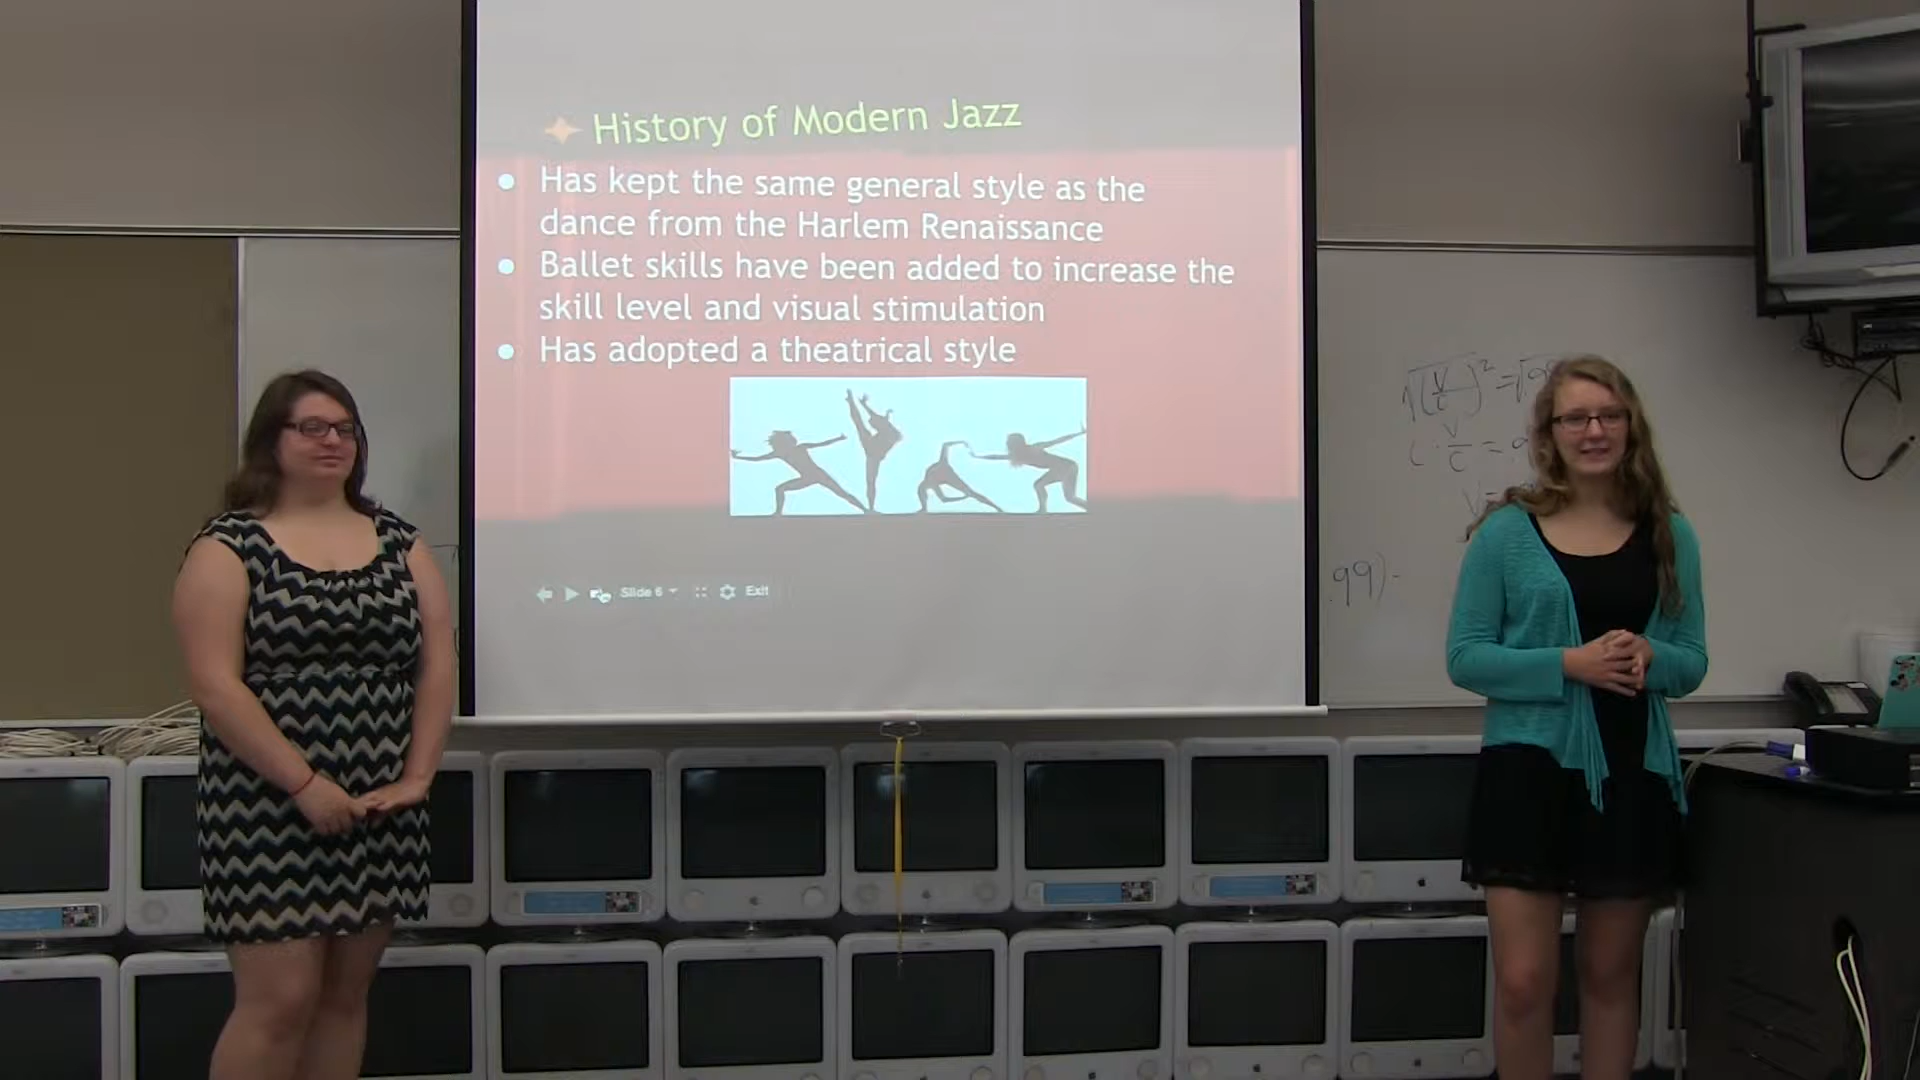 History of Modern Jazz
● Has kept the same general style as the
dance from the Harlem Renaissance
● Ballet skills have been added to increase the
skill level and visual stimulation
● Has adopted a theatrical style
Slide 6
Exit
.99)-